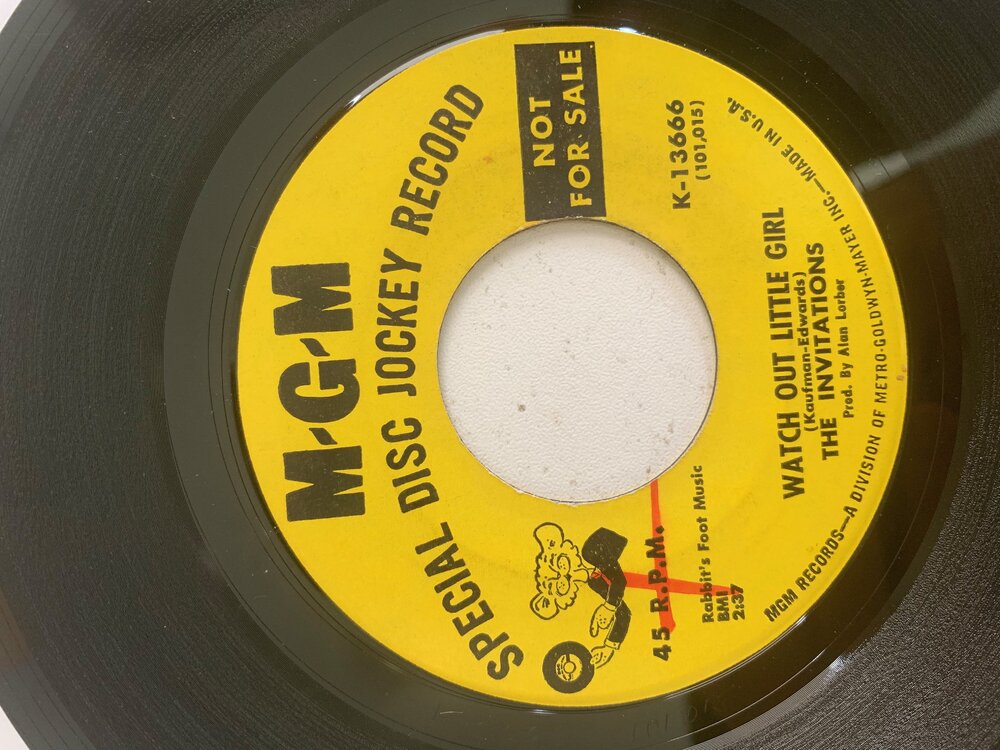 M-G-M
SPECIAL DISC JOCKEY RECORD
NOT
FOR SALE
45 R.P.M.
Rabbit's Foot Music
BMI
2:37
K-13666
(101,015)
WATCH OUT LITTLE GIRL
(Kaufman-Edwards)
THE INVITATIONS
Prod. By Alan Lorber
MGM RECORDS—A DIVISION OF METRO-GOLDWYN-MAYER INC.—MADE IN U.S.A.